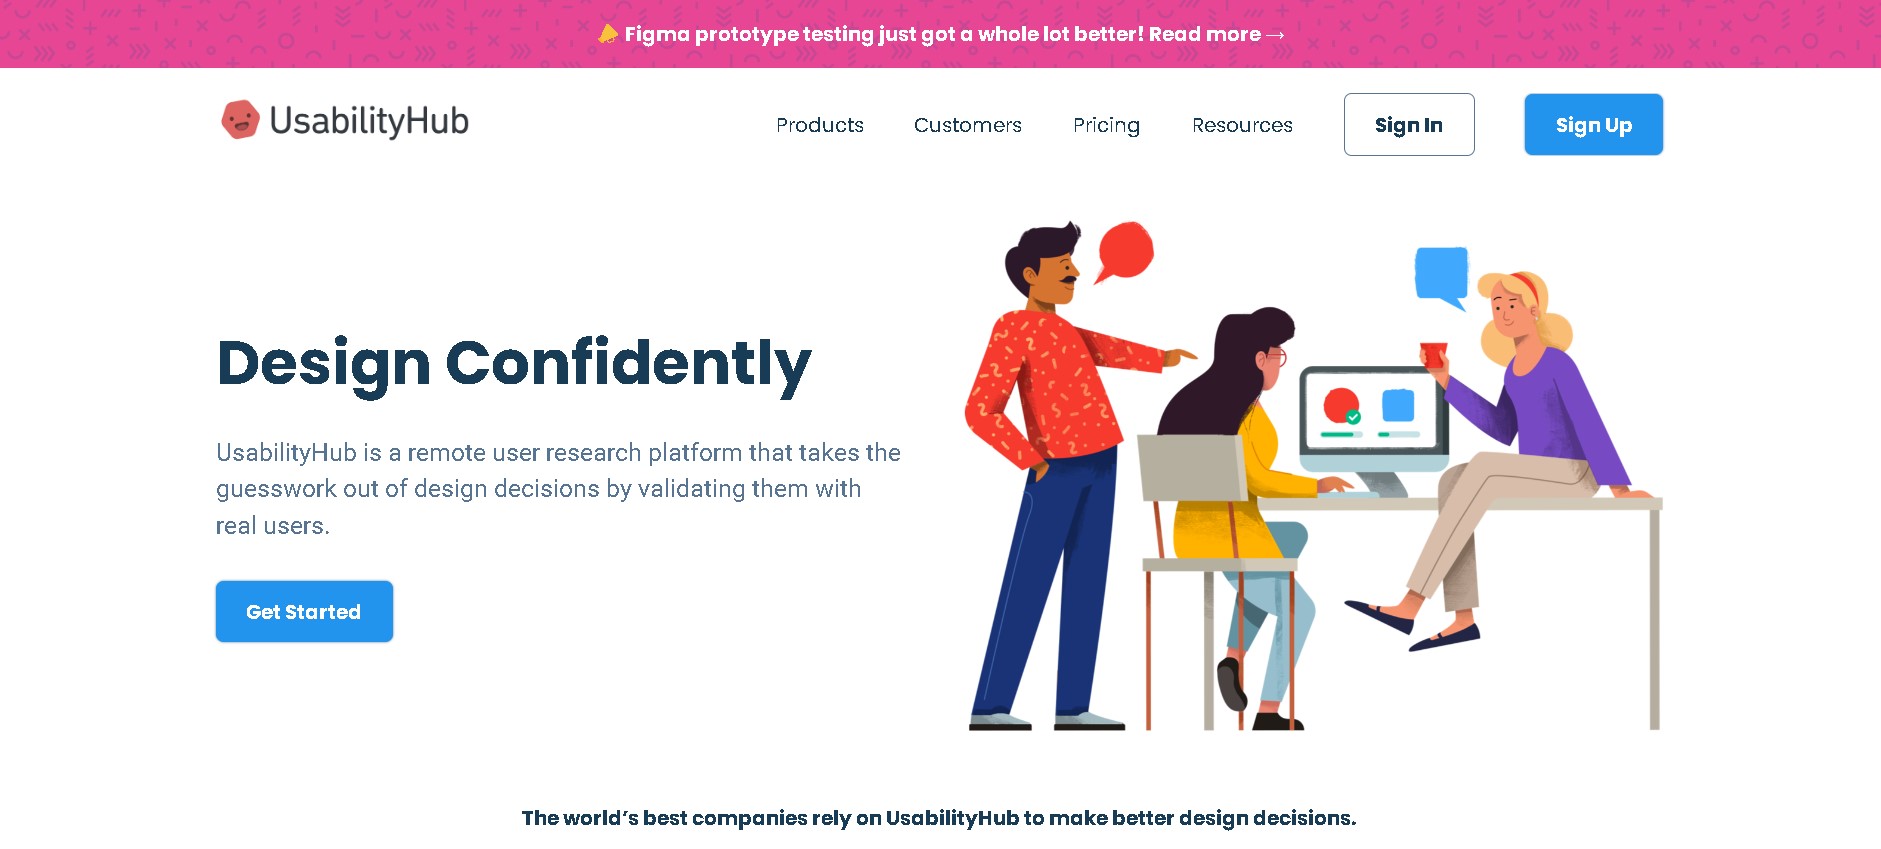 Figma prototype testing just got a whole lot better! Read more →
UsabilityHub
Products
Customers
Pricing
Resources
Sign In
Sign Up
Design Confidently
UsabilityHub is a remote user research platform that takes the
guesswork out of design decisions by validating them with
real users.
Get Started
The world’s best companies rely on UsabilityHub to make better design decisions.